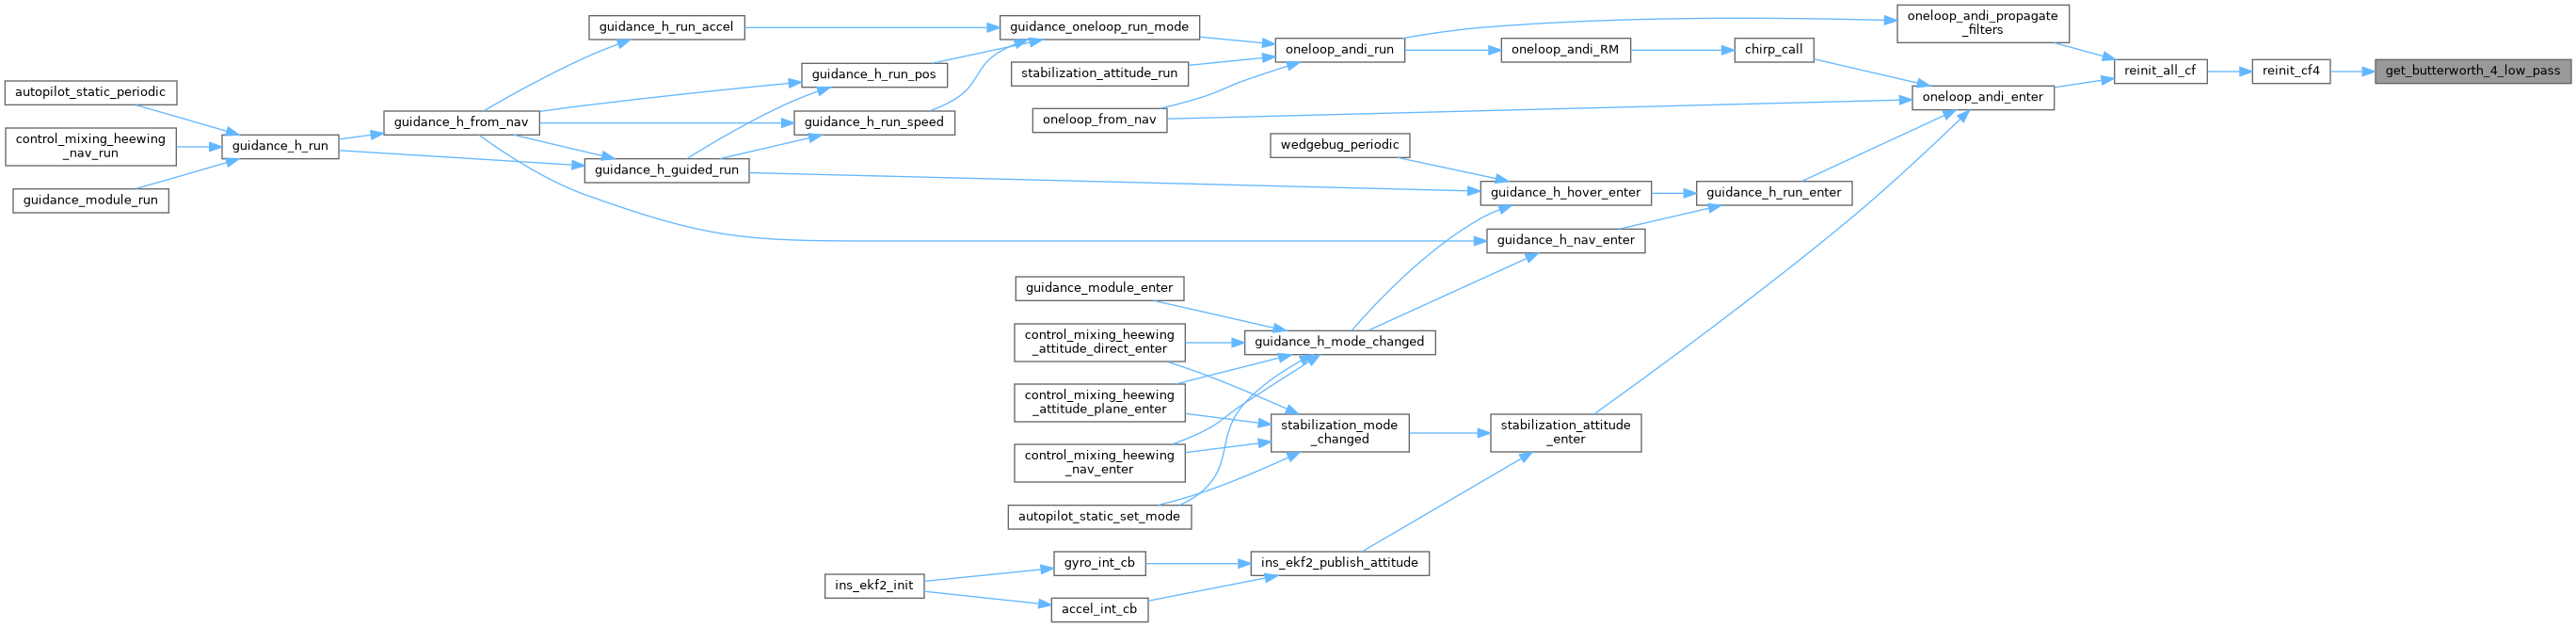 autopilot_static_periodic
control_mixing_heewing
_nav_run
guidance_module_run
guidance_h_run
guidance_h_from_nav
guidance_h_run_accel
guidance_h_run_pos
guidance_h_run_speed
guidance_h_guided_run
guidance_oneloop_run_mode
stabilization_attitude_run
oneloop_from_nav
oneloop_andi_run
oneloop_andi_RM
chirp_call
oneloop_andi_propagate
_filters
oneloop_andi_enter
reinit_all_cf
reinit_cf4
get_butterworth_4_low_pass
wedgebug_periodic
guidance_h_hover_enter
guidance_h_run_enter
guidance_h_nav_enter
guidance_module_enter
control_mixing_heewing
_attitude_direct_enter
control_mixing_heewing
_attitude_plane_enter
control_mixing_heewing
_nav_enter
autopilot_static_set_mode
guidance_h_mode_changed
stabilization_mode
_changed
stabilization_attitude
_enter
ins_ekf2_publish_attitude
gyro_int_cb
accel_int_cb
ins_ekf2_init